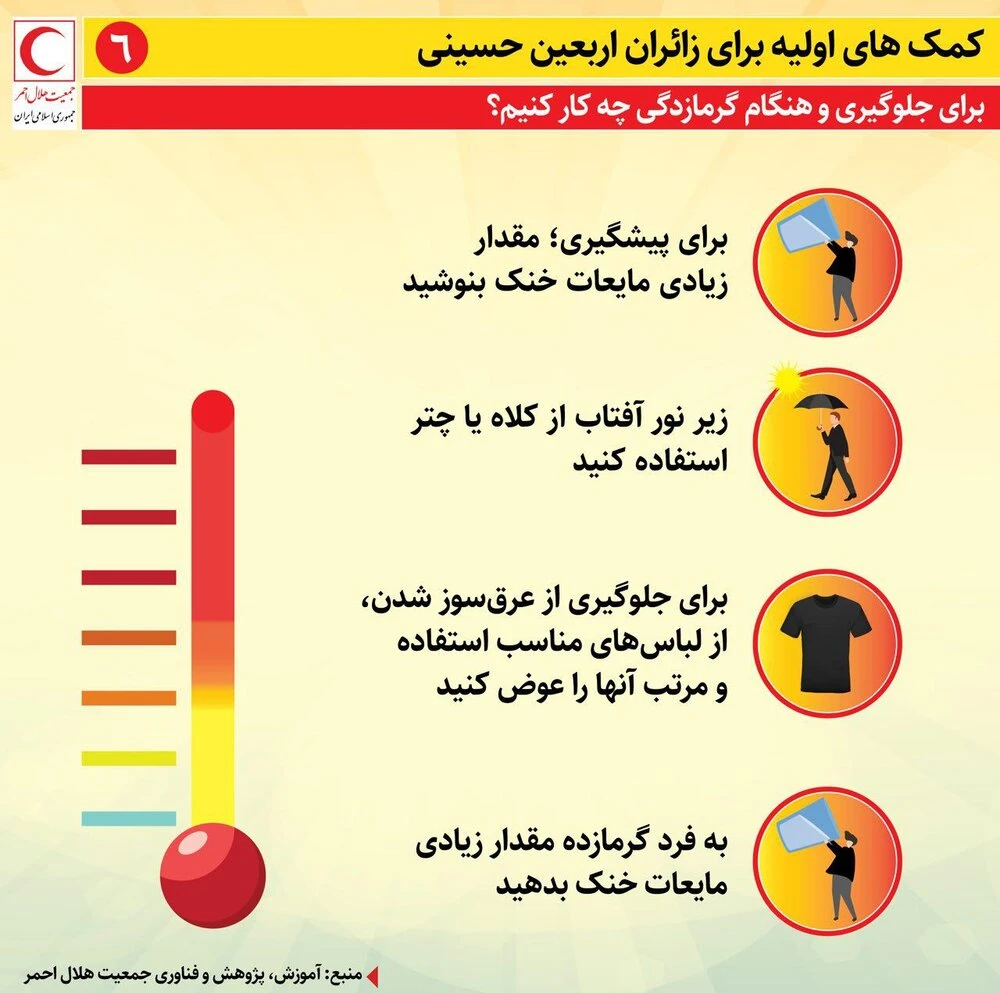 کمک های اولیه برای زائران اربعین حسینی
۶
جمعیت هلال احمر
جمهوری اسلامی ایران
برای جلوگیری و هنگام گرمازدگی چه کار کنیم؟
برای پیشگیری؛ مقدار
زیادی مایعات خنک بنوشید
زیر نور آفتاب از کلاه یا چتر
استفاده کنید
برای جلوگیری از عرق‌سوز شدن،
از لباس‌های مناسب استفاده
و مرتب آنها را عوض کنید
به فرد گرمازده مقدار زیادی
مایعات خنک بدهید
منبع: آموزش، پژوهش و فناوری جمعیت هلال احمر